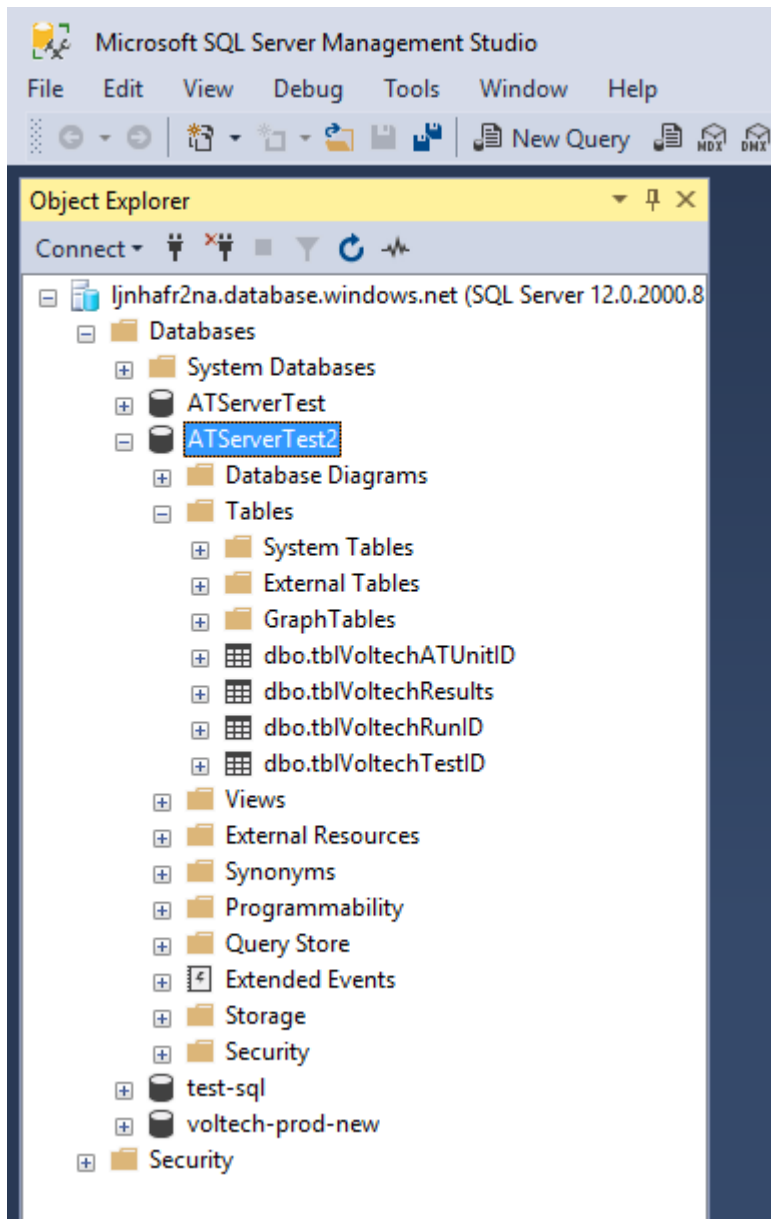 Microsoft SQL Server Management Studio
File Edit View Debug Tools Window Help
New Query MDX DMX
Object Explorer
Connect
ljnhafr2na.database.windows.net (SQL Server 12.0.2000.8
Databases
System Databases
ATServerTest
ATServerTest2
Database Diagrams
Tables
System Tables
External Tables
GraphTables
dbo.tblVoltechATUnitID
dbo.tblVoltechResults
dbo.tblVoltechRunID
dbo.tblVoltechTestID
Views
External Resources
Synonyms
Programmability
Query Store
Extended Events
Storage
Security
test-sql
voltech-prod-new
Security